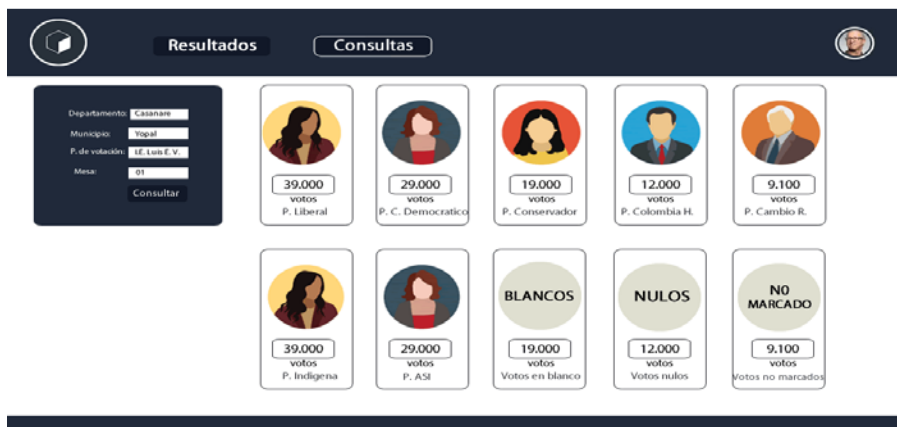 Resultados
Consultas
Departamento: Casanare
Municipio: Yopal
P. de votación: I.E. Luis E. V.
Mesa: 01
Consultar
39.000
votos
P. Liberal
29.000
votos
P. C. Democratico
19.000
votos
P. Conservador
12.000
votos
P. Colombia H.
9.100
votos
P. Cambio R.
39.000
votos
P. Indigena
29.000
votos
P. ASI
BLANCOS
19.000
votos
Votos en blanco
NULOS
12.000
votos
Votos nulos
N0
MARCADO
9.100
votos
Votos no marcados